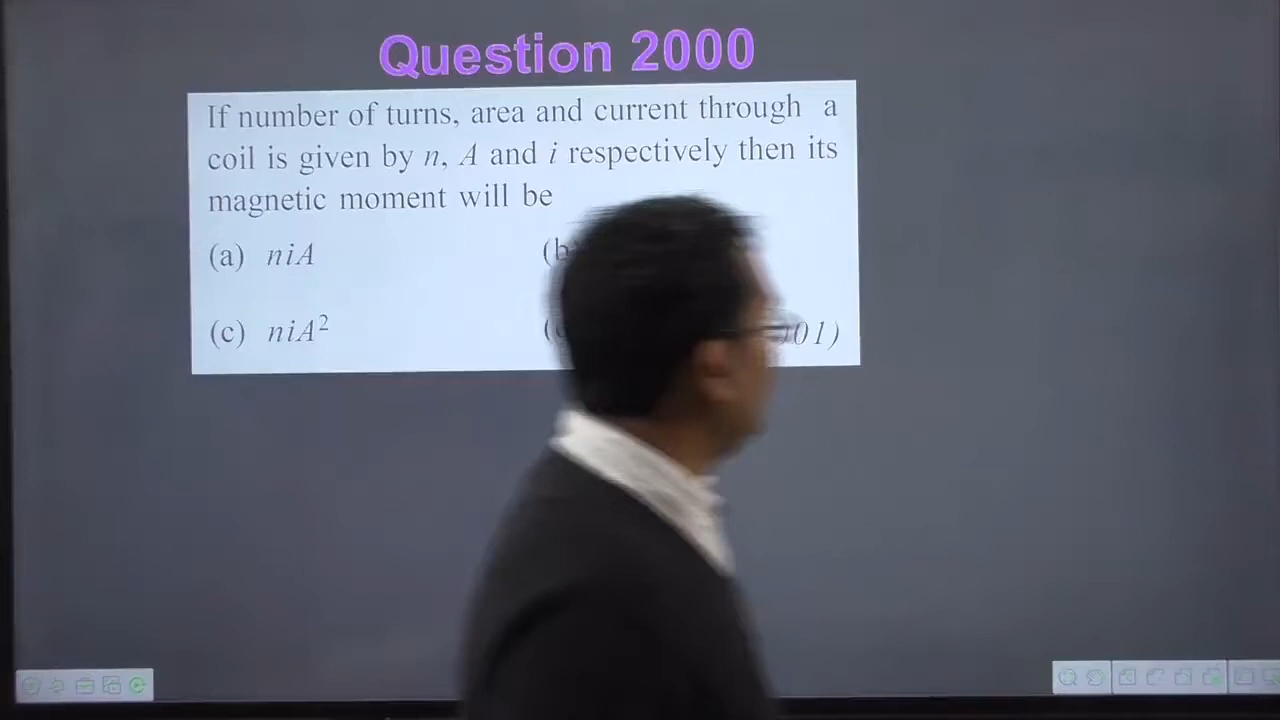 Question 2000
If number of turns, area and current through a
coil is given by n, A and i respectively then its
magnetic moment will be
(a) niA (b)
(c) niA²